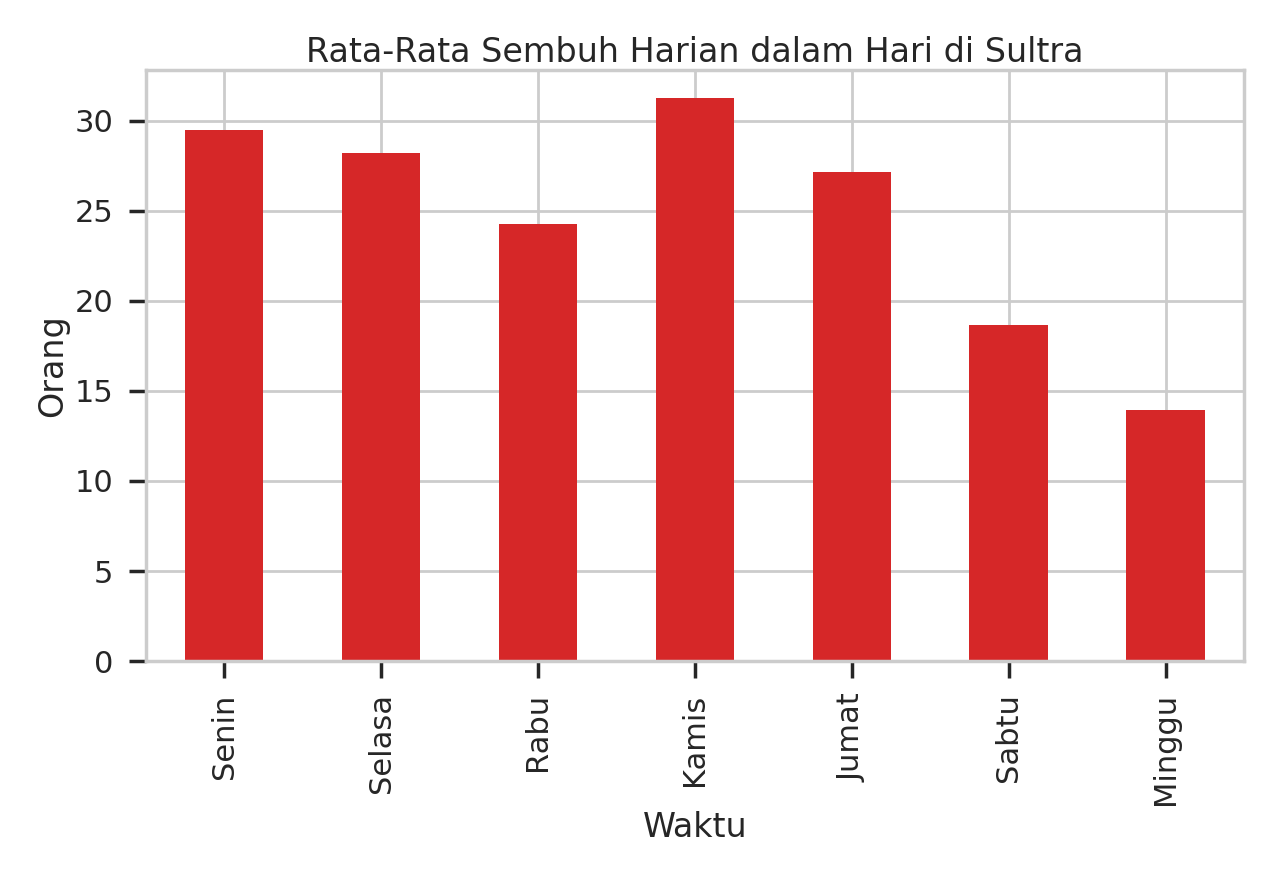 Rata-Rata Sembuh Harian dalam Hari di Sultra
30
25
20
15
10
5
0
Orang
Senin
Selasa
Rabu
Kamis
Jumat
Sabtu
Minggu
Waktu